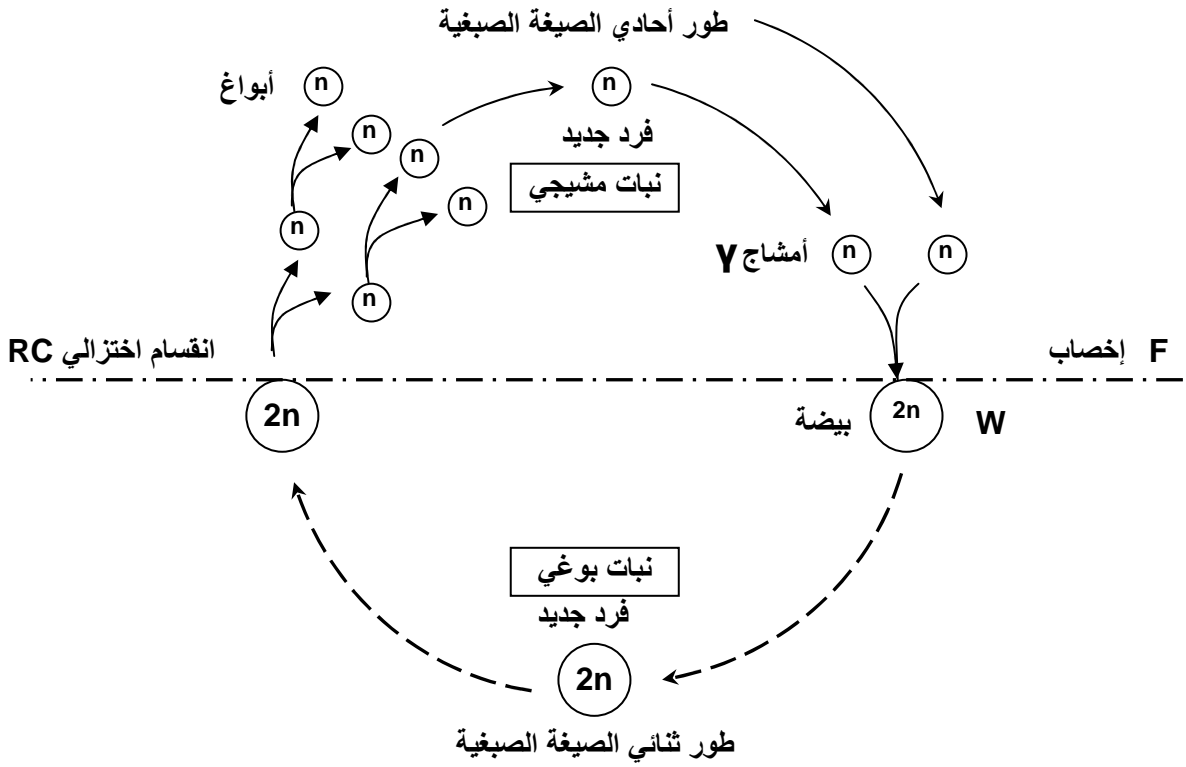 طور أحادي الصيغة الصبغية
أبواغ
n
n
n
n
n
n
n
فرد جديد
نبات مشيجي
أمشاج γ
n
n
انقسام اختزالي RC
F إخصاب
2n
بيضة
2n
W
نبات بوغي
فرد جديد
2n
طور ثنائي الصيغة الصبغية